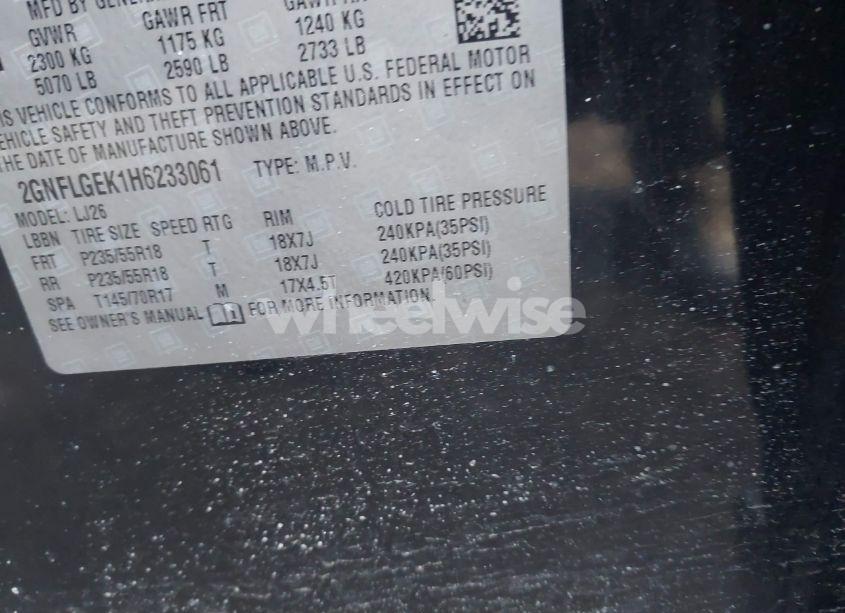 MFD BY GENERAL
GVWR GAWR FRT GAWR RR
2300 KG 1175 KG 1240 KG
5070 LB 2590 LB 2733 LB
IS VEHICLE CONFORMS TO ALL APPLICABLE U.S. FEDERAL MOTOR
EHICLE SAFETY AND THEFT PREVENTION STANDARDS IN EFFECT ON
THE DATE OF MANUFACTURE SHOWN ABOVE.
2GNFLGEK1H6233061 TYPE: M.P.V.
MODEL: LJ26
LBBN TIRE SIZE SPEED RTG RIM COLD TIRE PRESSURE
FRT P235/55R18 T 18X7J 240KPA(35PSI)
RR P235/55R18 T 18X7J 240KPA(35PSI)
SPA T145/70R17 M 17X4.5T 420KPA(60PSI)
SEE OWNER'S MANUAL FOR MORE INFORMATION.
wheelwise